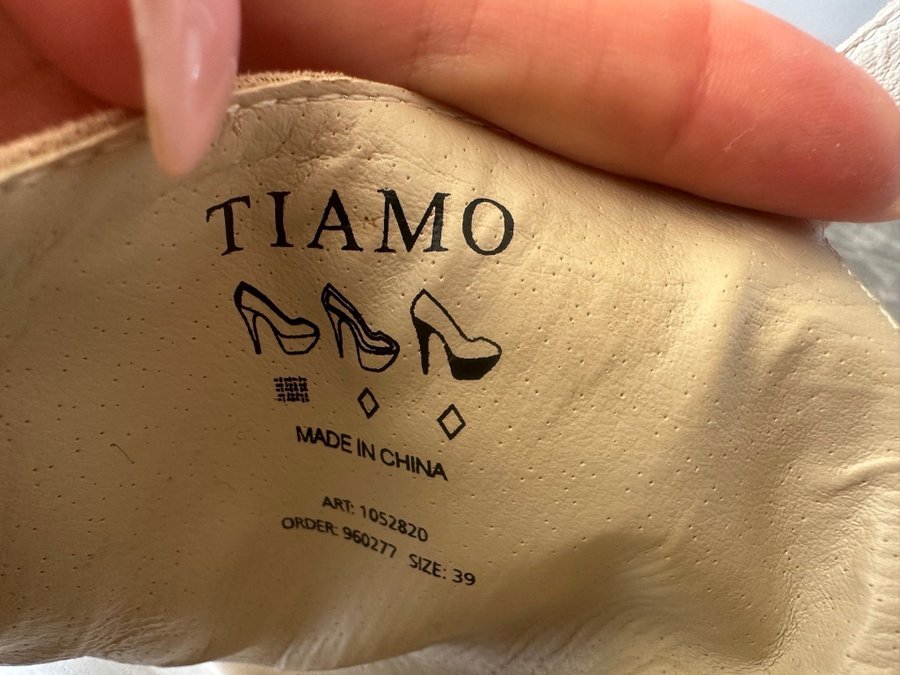 TIAMO
MADE IN CHINA
ART: 1052820
ORDER: 960277 SIZE: 39